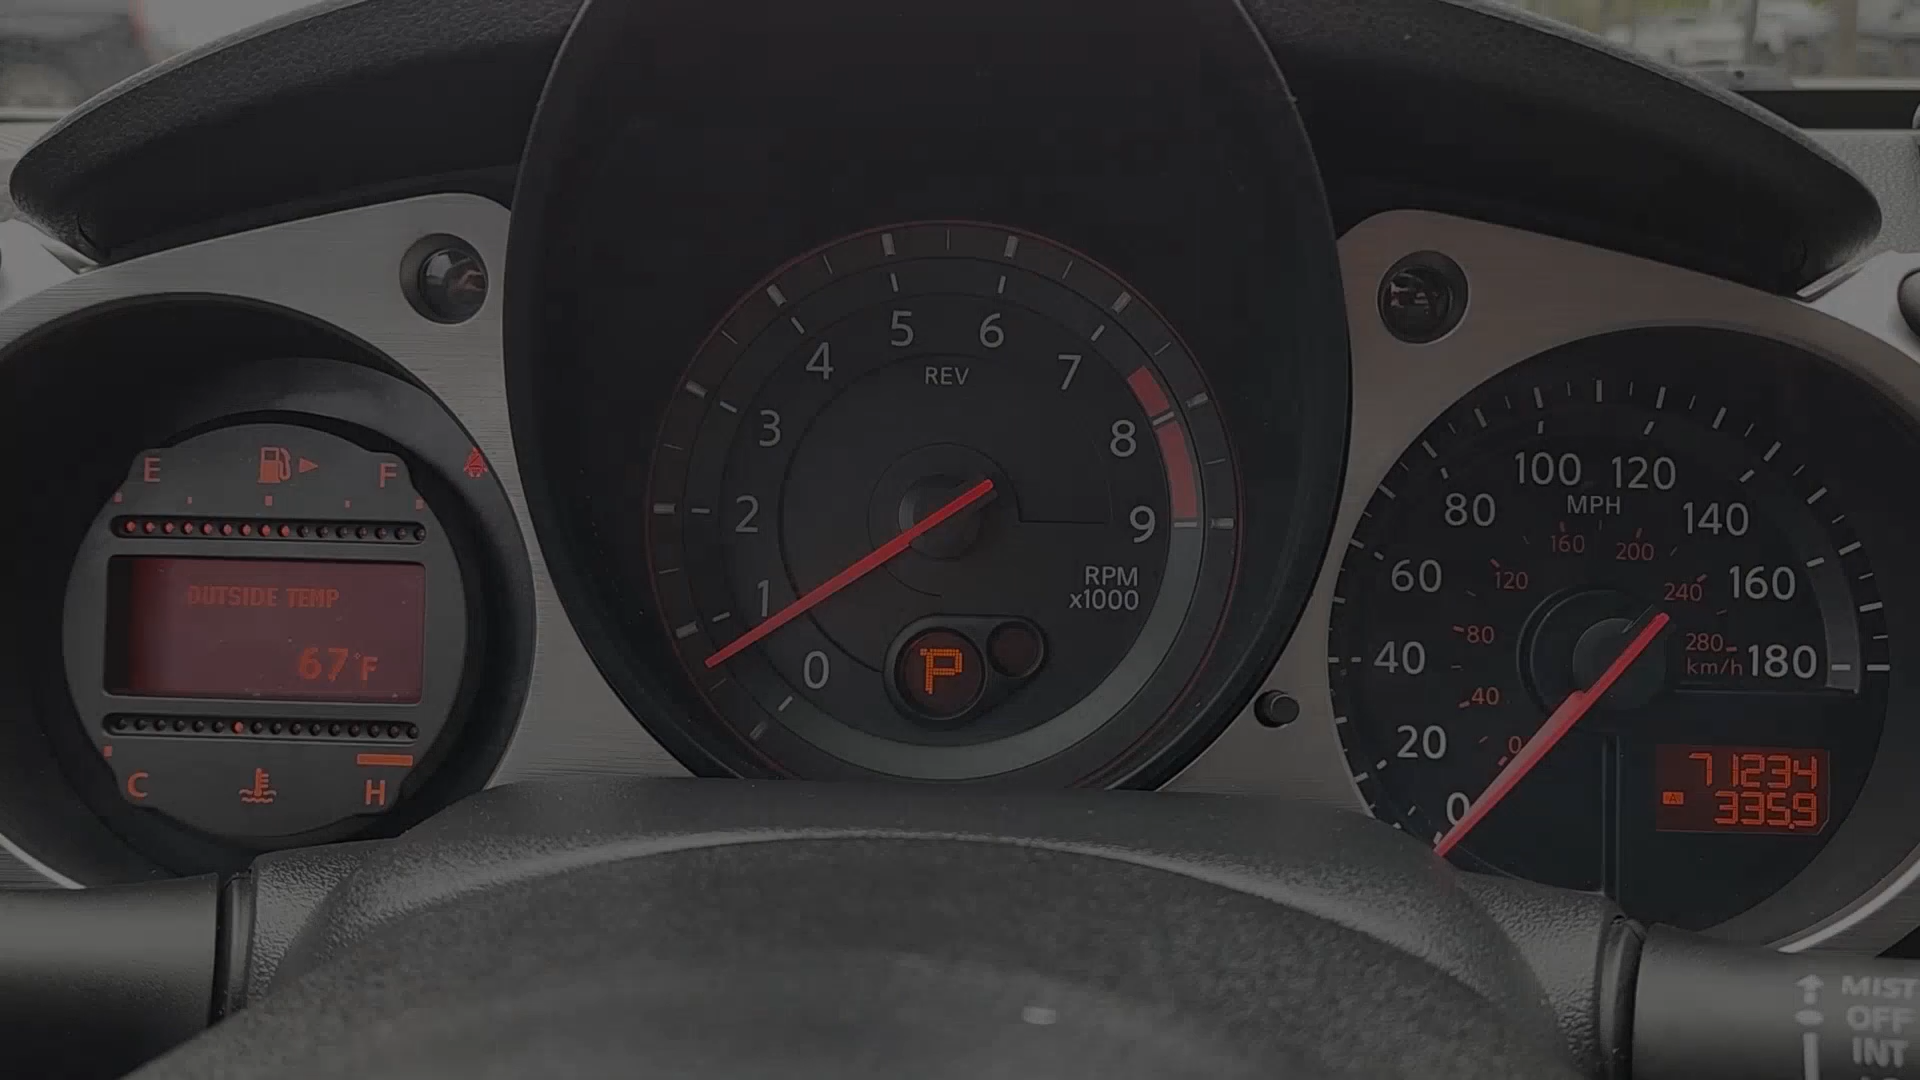 E F
OUTSIDE TEMP
67°F
C H
0 1 2 3 4 5 6 7 8 9
REV
RPM
x1000
P
0 20 40 60 80 100 120 140 160 180
MPH
0 40 80 120 160 200 240 280
km/h
71234
A 335.9
MIST
OFF
INT